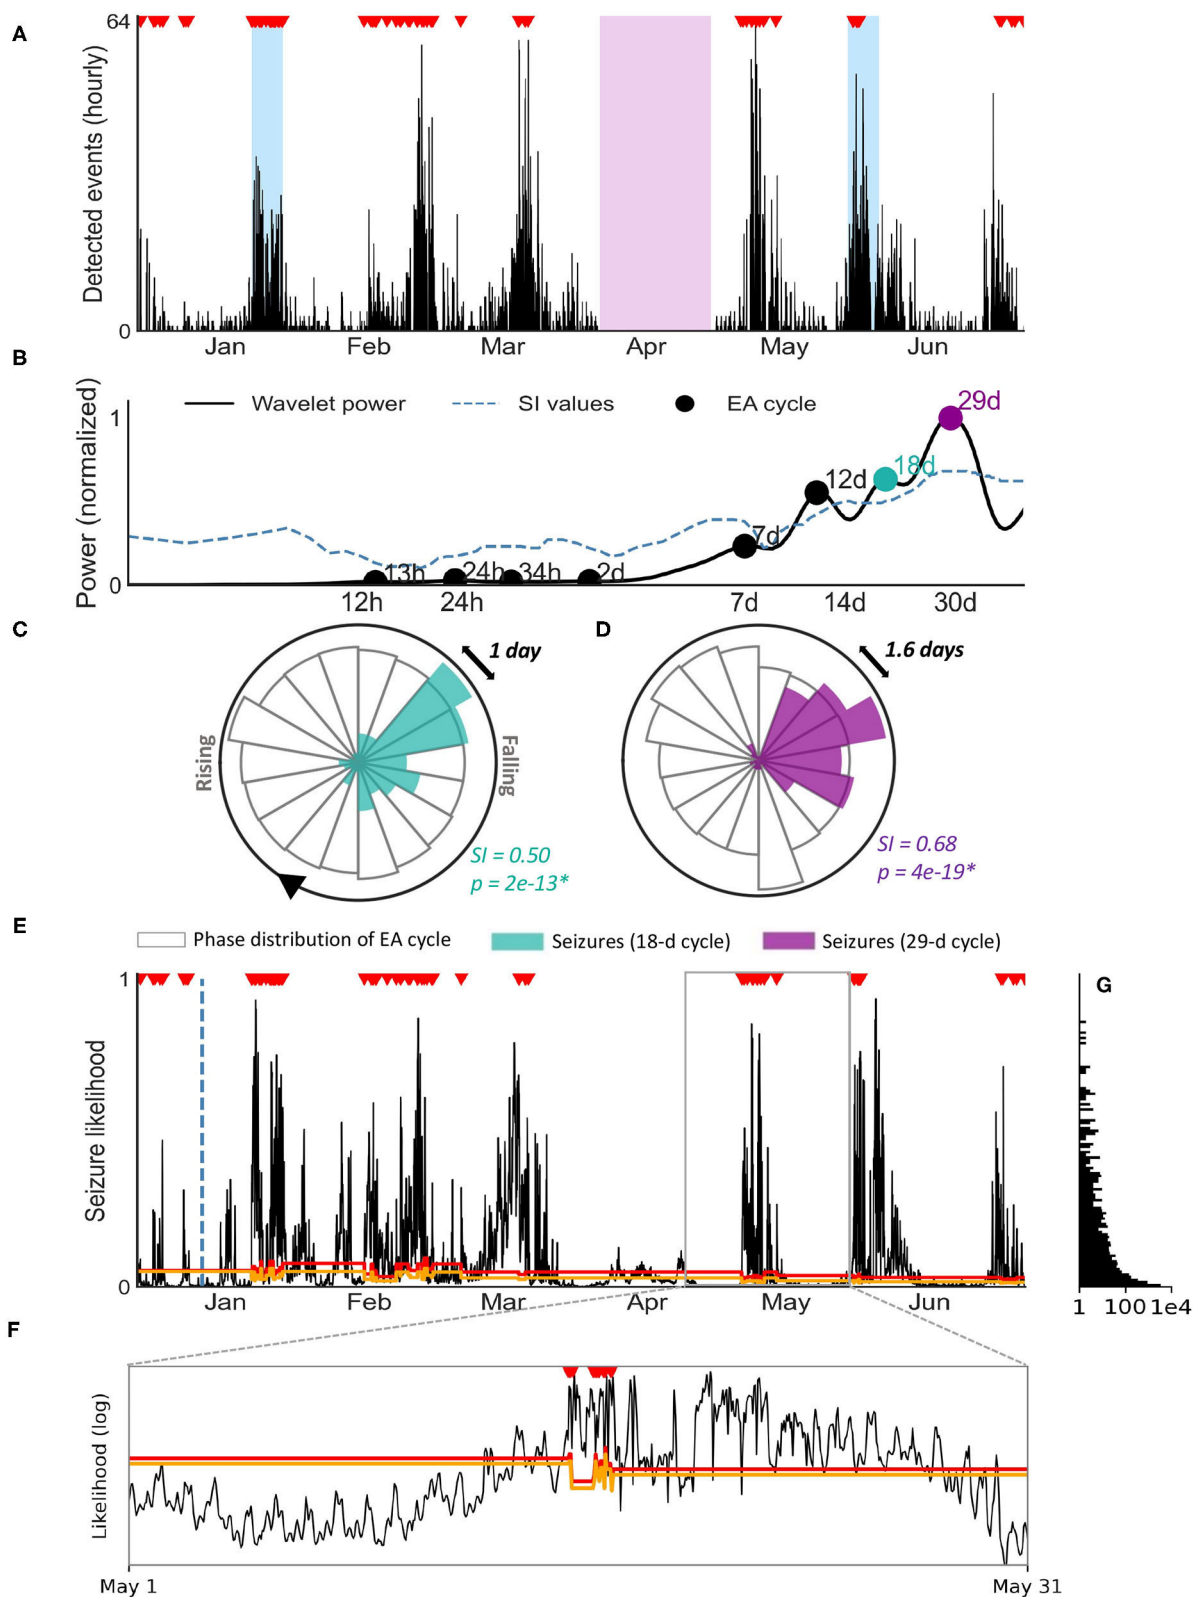 A
64
Detected events (hourly)
0
Jan Feb Mar Apr May Jun
B
Power (normalized)
1
0
Wavelet power SI values EA cycle
13h 24h 34h 2d 7d 12d 18d 29d
12h 24h 7d 14d 30d
C
1 day
Rising
Falling
SI = 0.50
p = 2e-13*
D
1.6 days
SI = 0.68
p = 4e-19*
E
Phase distribution of EA cycle Seizures (18-d cycle) Seizures (29-d cycle)
1
Seizure likelihood
0
Jan Feb Mar Apr May Jun
G
1 100 1e4
F
Likelihood (log)
May 1 May 31